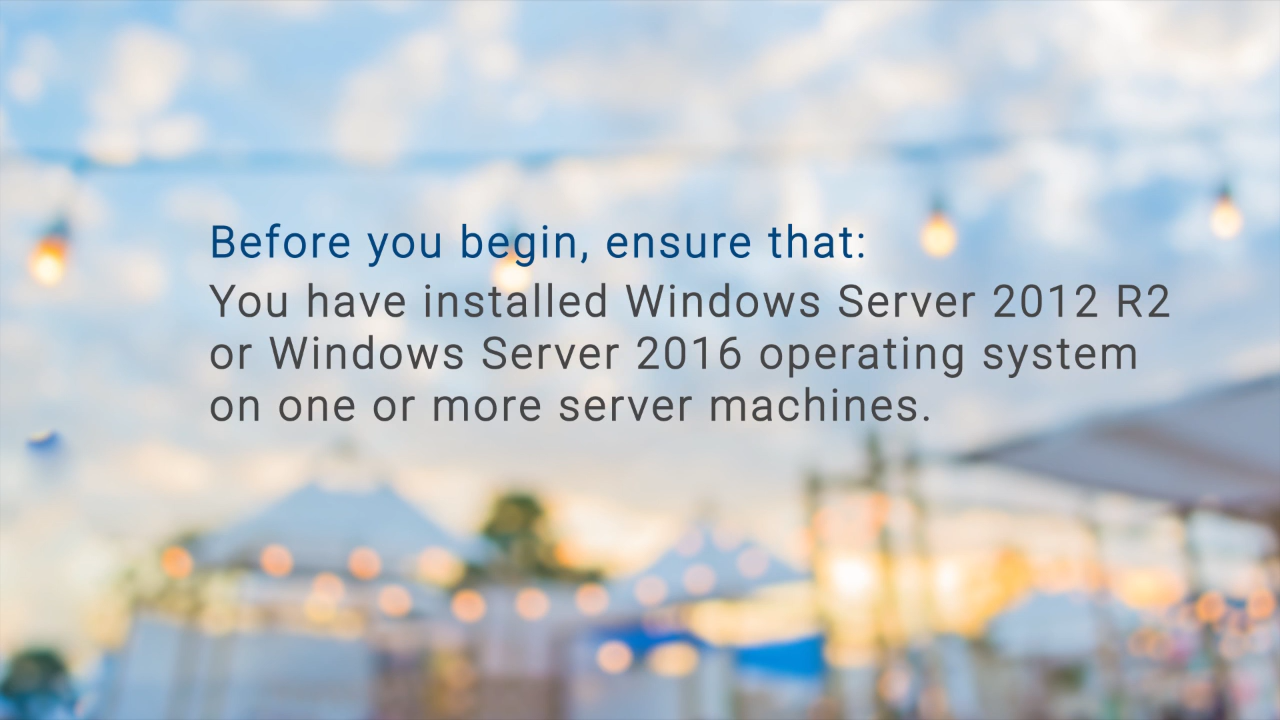 Before you begin, ensure that:
You have installed Windows Server 2012 R2
or Windows Server 2016 operating system
on one or more server machines.